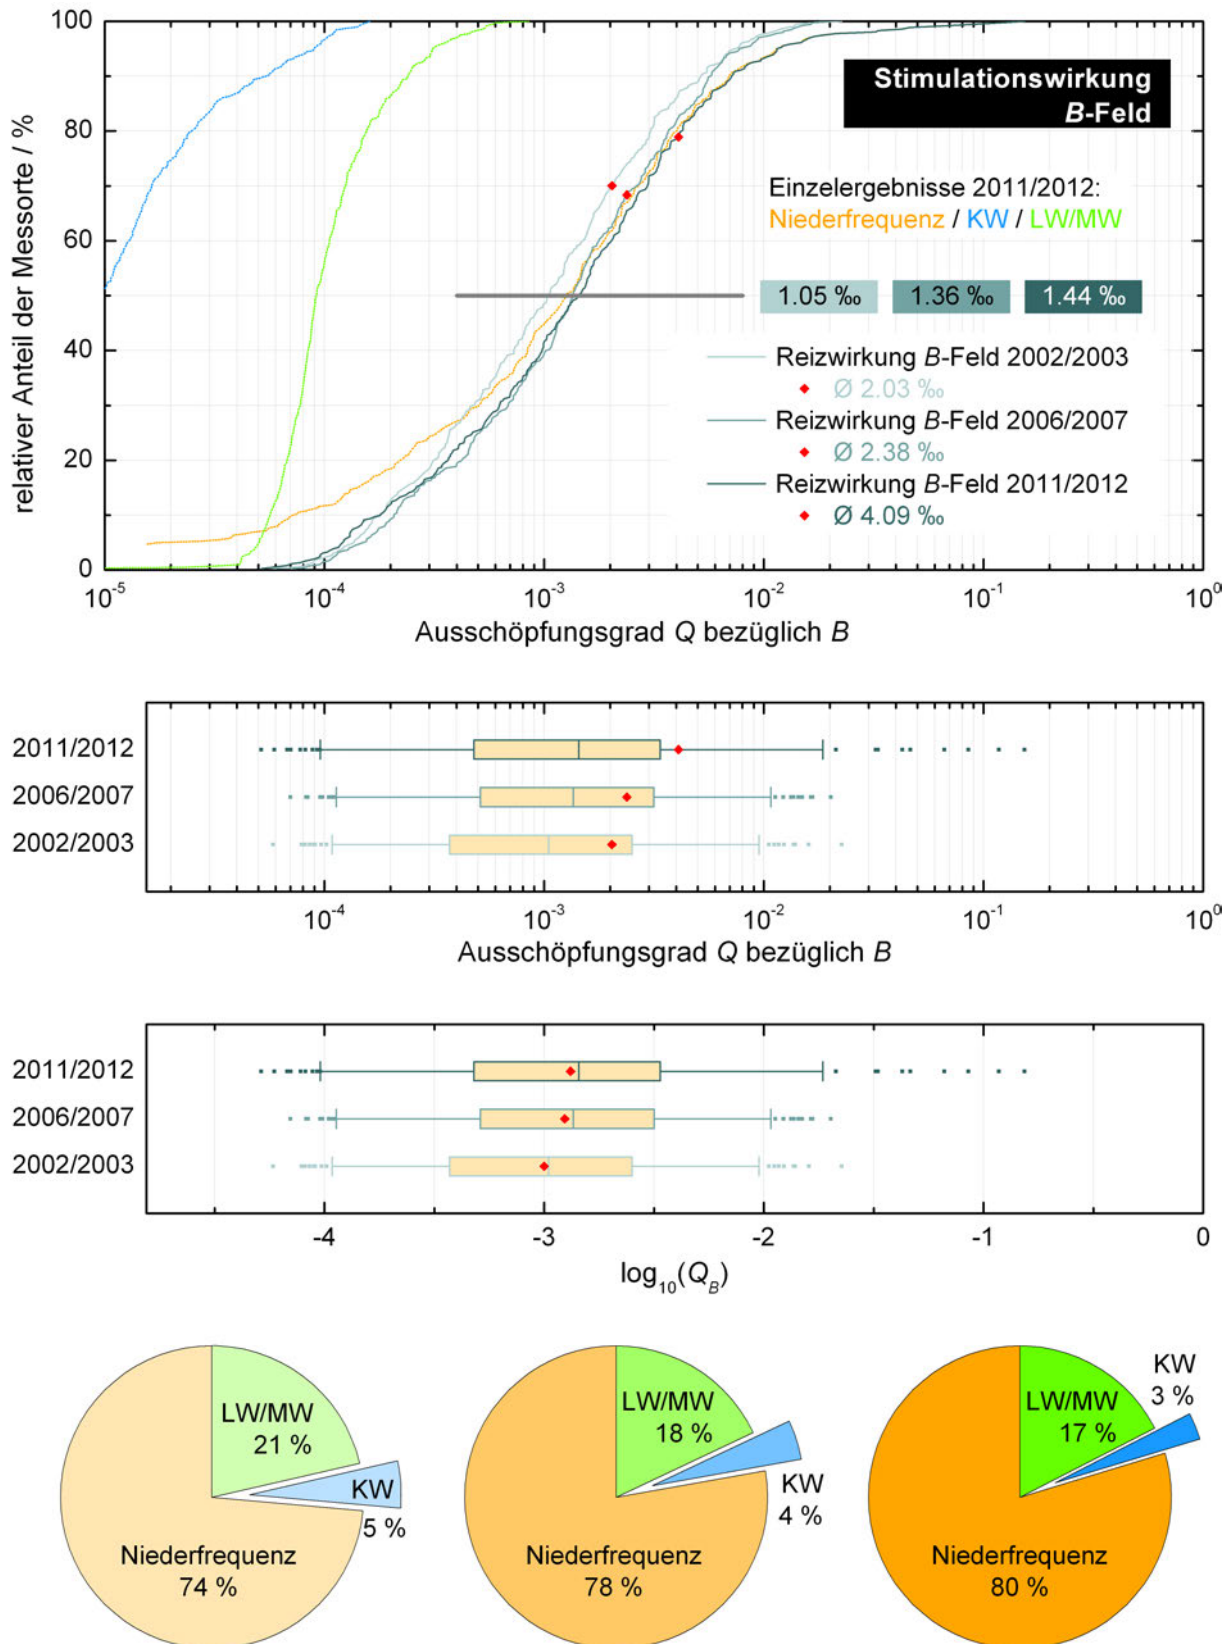 Stimulationswirkung
B-Feld
relativer Anteil der Messorte / %
100
80
60
40
20
0
Einzelergebnisse 2011/2012:
Niederfrequenz / KW / LW/MW
1.05 ‰ 1.36 ‰ 1.44 ‰
Reizwirkung B-Feld 2002/2003
Ø 2.03 ‰
Reizwirkung B-Feld 2006/2007
Ø 2.38 ‰
Reizwirkung B-Feld 2011/2012
Ø 4.09 ‰
10⁻⁵ 10⁻⁴ 10⁻³ 10⁻² 10⁻¹ 10⁰
Ausschöpfungsgrad Q bezüglich B
2011/2012
2006/2007
2002/2003
10⁻⁴ 10⁻³ 10⁻² 10⁻¹ 10⁰
Ausschöpfungsgrad Q bezüglich B
2011/2012
2006/2007
2002/2003
-4 -3 -2 -1 0
log₁₀(Q_B)
LW/MW
21 %
KW
5 %
Niederfrequenz
74 %
LW/MW
18 %
KW
4 %
Niederfrequenz
78 %
KW
3 %
LW/MW
17 %
Niederfrequenz
80 %